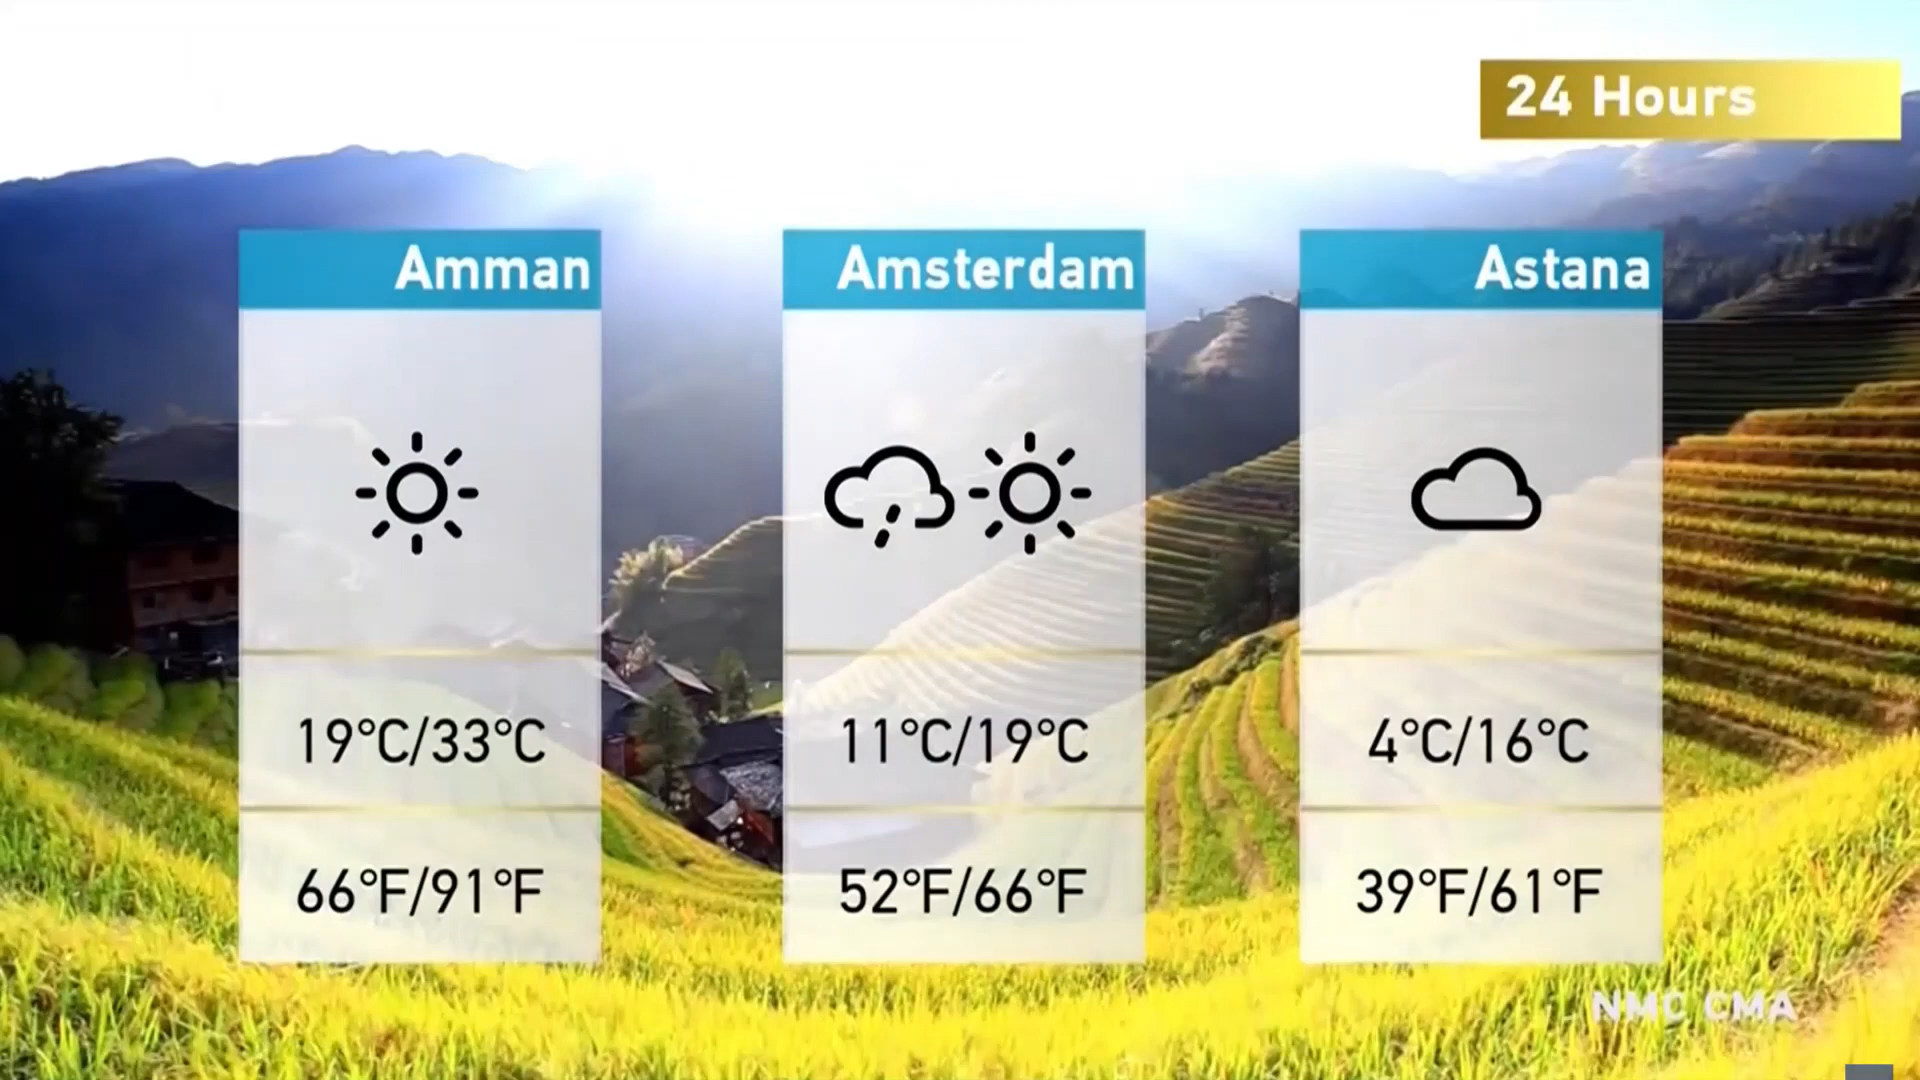 24 Hours
Amman
19°C/33°C
66°F/91°F
Amsterdam
11°C/19°C
52°F/66°F
Astana
4°C/16°C
39°F/61°F
NMC CMA